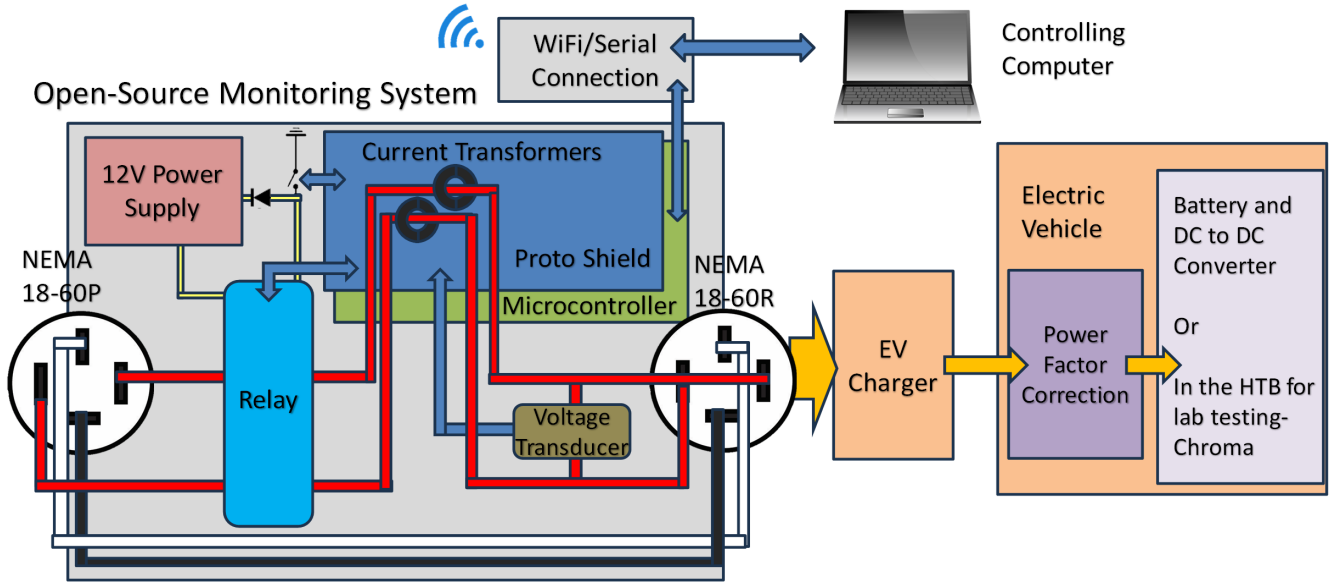 WiFi/Serial
Connection
Controlling
Computer
Open-Source Monitoring System
12V Power
Supply
Current Transformers
Proto Shield
Microcontroller
NEMA
18-60P
NEMA
18-60R
Relay
Voltage
Transducer
EV
Charger
Electric
Vehicle
Power
Factor
Correction
Battery and
DC to DC
Converter
Or
In the HTB for
lab testing-
Chroma